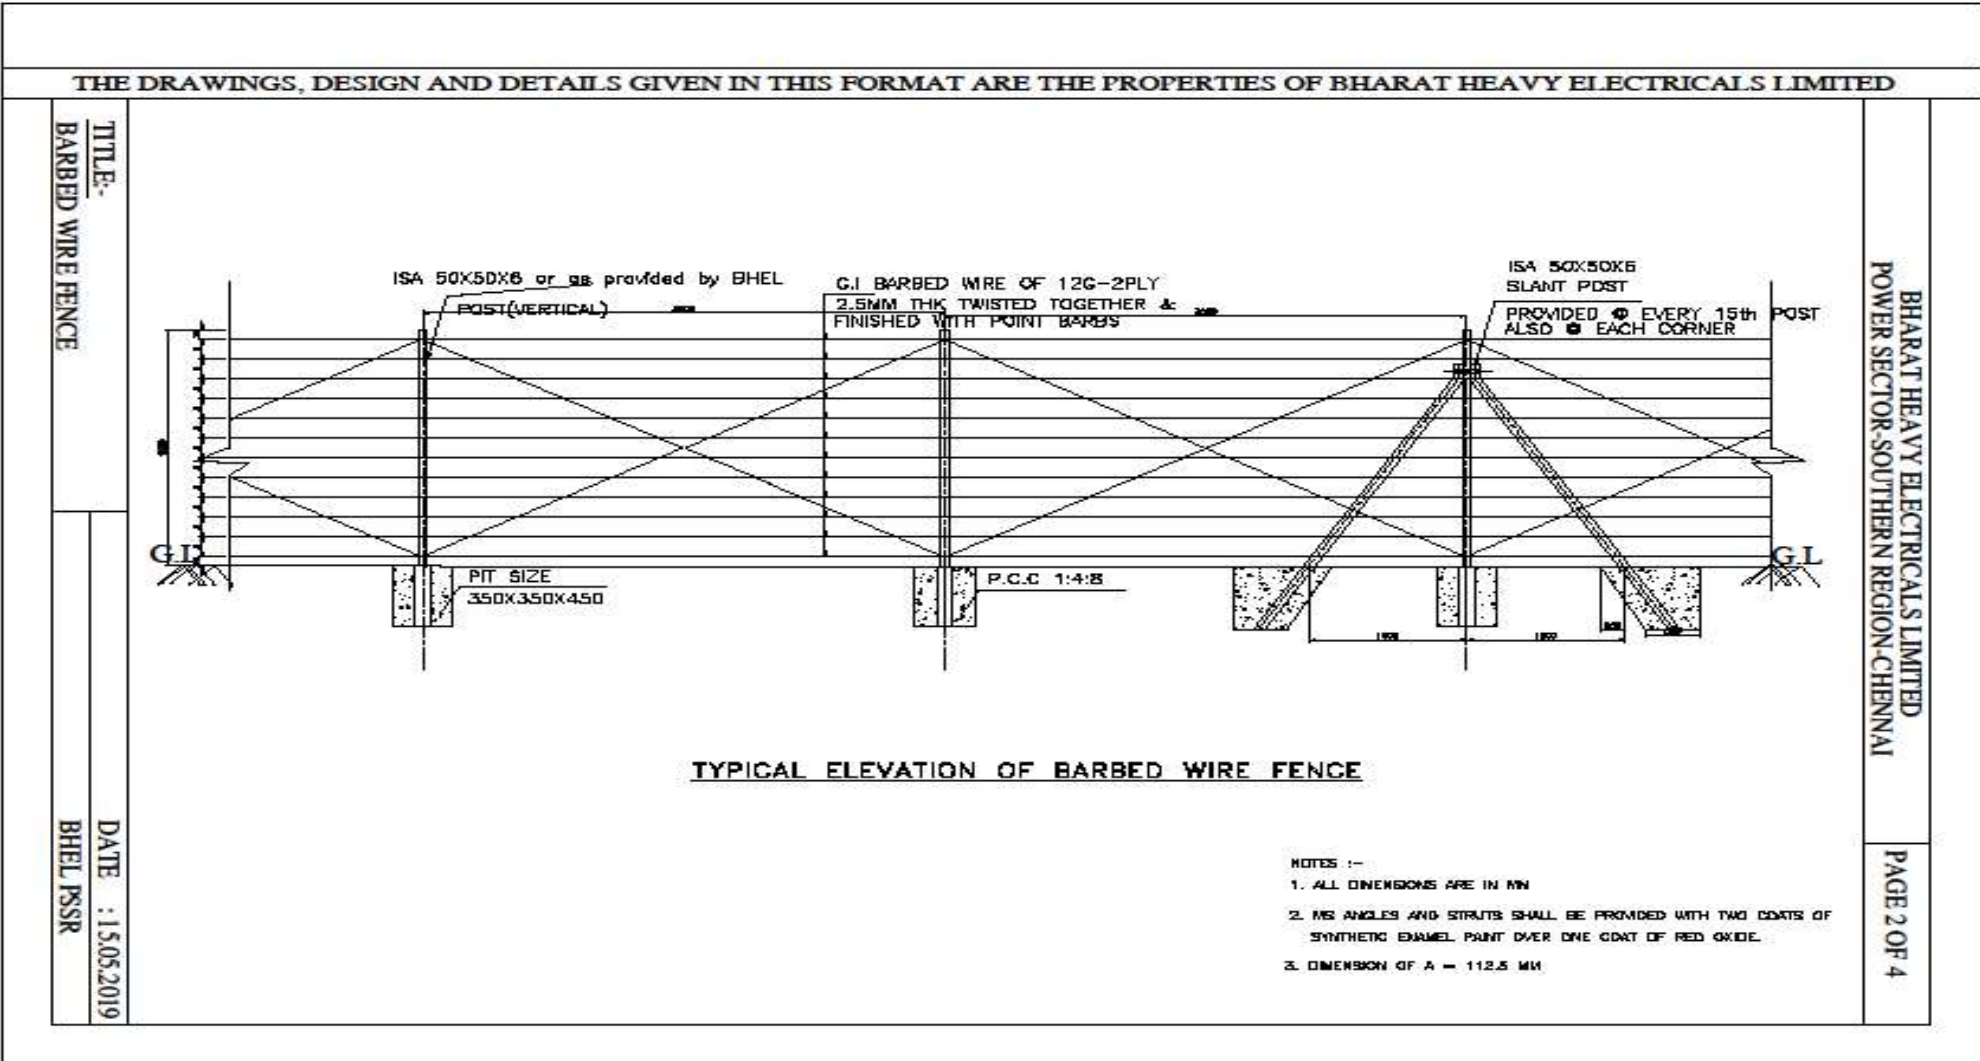 THE DRAWINGS, DESIGN AND DETAILS GIVEN IN THIS FORMAT ARE THE PROPERTIES OF BHARAT HEAVY ELECTRICALS LIMITED
TITLE:-
BARBED WIRE FENCE
DATE : 15.05.2019
BHEL PSSR
ISA 50X50X6 or as provided by BHEL
POST(VERTICAL)
G.I BARBED WIRE OF 12G-2PLY
2.5MM THK TWISTED TOGETHER &
FINISHED WITH POINT BARBS
ISA 50X50X6
SLANT POST
PROVIDED @ EVERY 15th POST
ALSO @ EACH CORNER
G.L
G.L
PIT SIZE
350X350X450
P.C.C 1:4:8
TYPICAL ELEVATION OF BARBED WIRE FENCE
NOTES :-
1. ALL DIMENSIONS ARE IN MM
2. MS ANGLES AND STRUTS SHALL BE PROVIDED WITH TWO COATS OF
SYNTHETIC ENAMEL PAINT OVER ONE COAT OF RED OXIDE.
3. DIMENSION OF A = 112.5 MM
BHARAT HEAVY ELECTRICALS LIMITED
POWER SECTOR-SOUTHERN REGION-CHENNAI
PAGE 2 OF 4